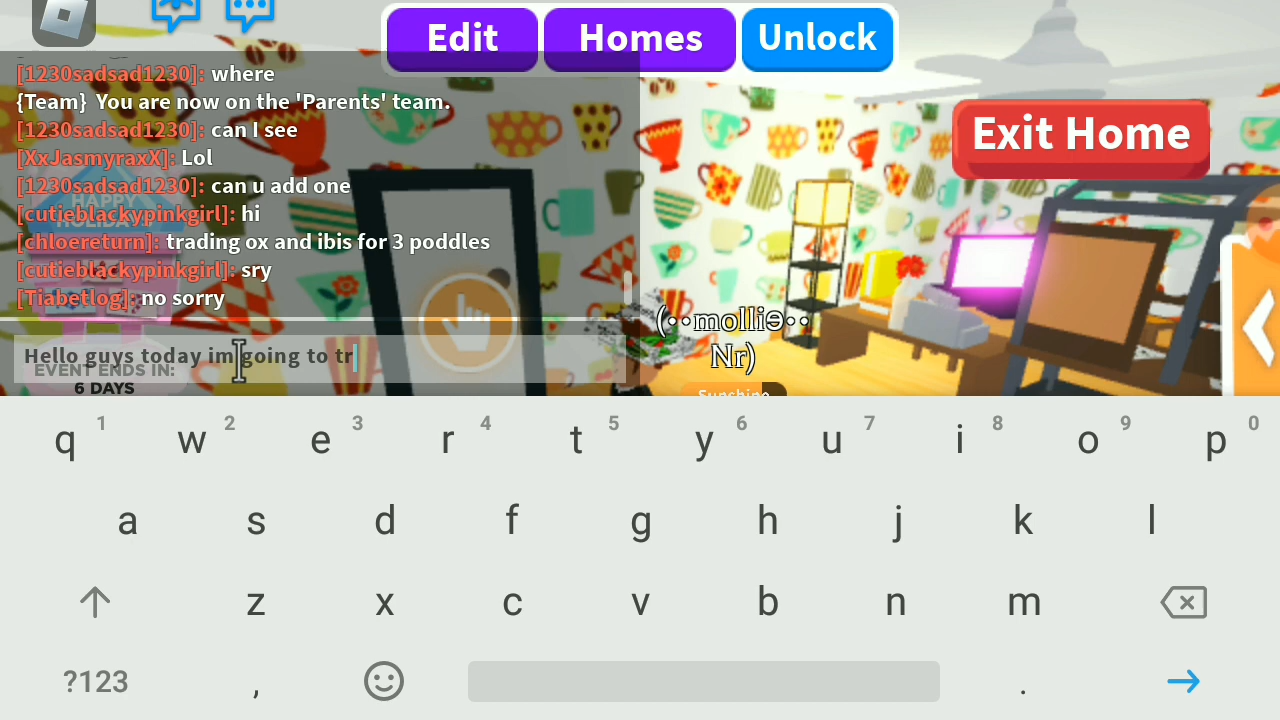 Edit
Homes
Unlock
[1230sadsad1230]: where
{Team} You are now on the 'Parents' team.
[1230sadsad1230]: can I see
[XxJasmyraxX]: Lol
[1230sadsad1230]: can u add one
[cutieblackypinkgirl]: hi
[chloereturn]: trading ox and ibis for 3 poddles
[cutieblackypinkgirl]: sry
[Tiabetlog]: no sorry
HAPPY
Hello guys today im going to tr
EVENT ENDS IN:
6 DAYS
Exit Home
(••molliɘ••
Nr)
q 1 w 2 e 3 r 4 t 5 y 6 u 7 i 8 o 9 p 0
a s d f g h j k l
z x c v b n m
?123 , .